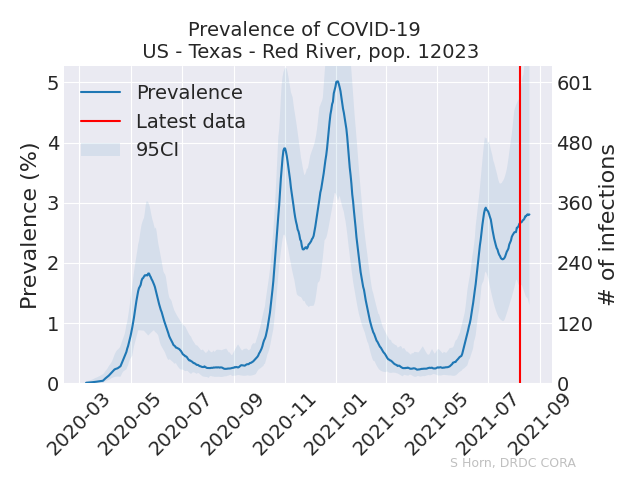 Prevalence of COVID-19
US - Texas - Red River, pop. 12023
Prevalence
Latest data
95CI
Prevalence (%)
5
4
3
2
1
0
# of infections
601
480
360
240
120
0
2020-03
2020-05
2020-07
2020-09
2020-11
2021-01
2021-03
2021-05
2021-07
2021-09
S Horn, DRDC CORA